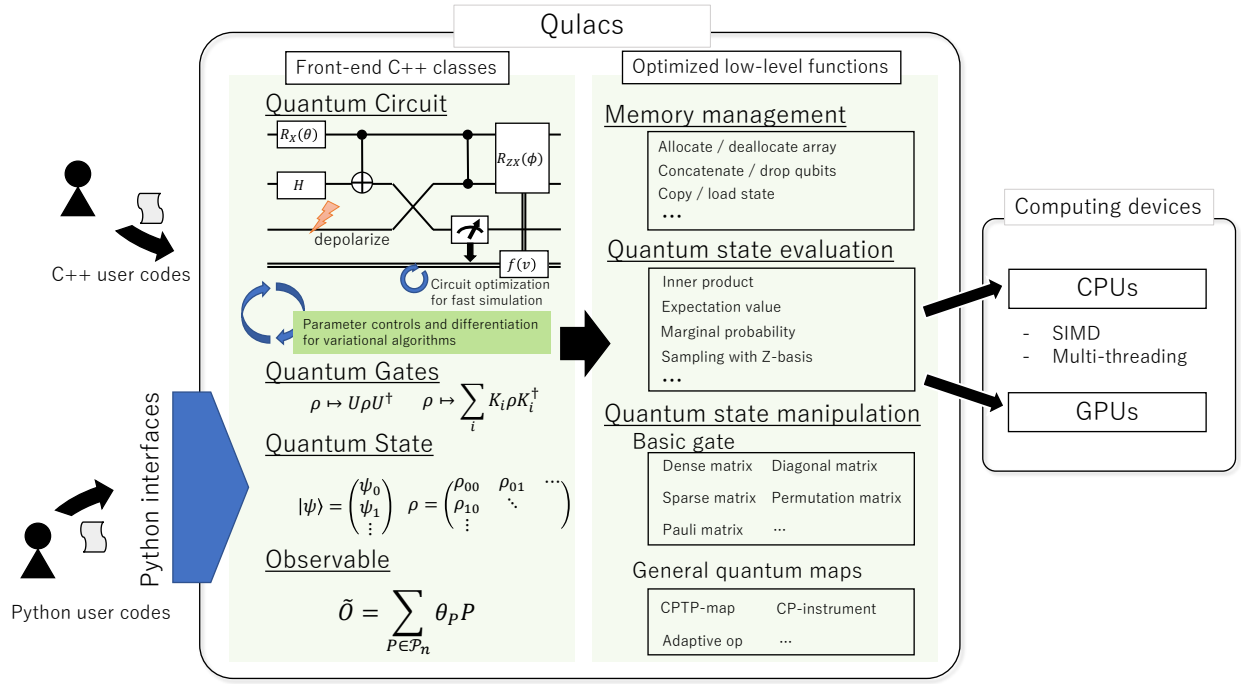 Qulacs
Front-end C++ classes
Quantum Circuit
R_X(θ)
H
R_ZX(ϕ)
depolarize
f(v)
Circuit optimization
for fast simulation
Parameter controls and differentiation
for variational algorithms
Quantum Gates
ρ ↦ UρU† ρ ↦ ∑_i K_i ρ K_i†
Quantum State
|ψ⟩ = (ψ_0 ψ_1 ⋮) ρ = (ρ_00 ρ_01 ⋯ ρ_10 ⋱ ⋮)
Observable
Õ = ∑_{P∈𝒫_n} θ_P P
Optimized low-level functions
Memory management
Allocate / deallocate array
Concatenate / drop qubits
Copy / load state
...
Quantum state evaluation
Inner product
Expectation value
Marginal probability
Sampling with Z-basis
...
Quantum state manipulation
Basic gate
Dense matrix Diagonal matrix
Sparse matrix Permutation matrix
Pauli matrix ...
General quantum maps
CPTP-map CP-instrument
Adaptive op ...
C++ user codes
Python interfaces
Python user codes
Computing devices
CPUs
- SIMD
- Multi-threading
GPUs